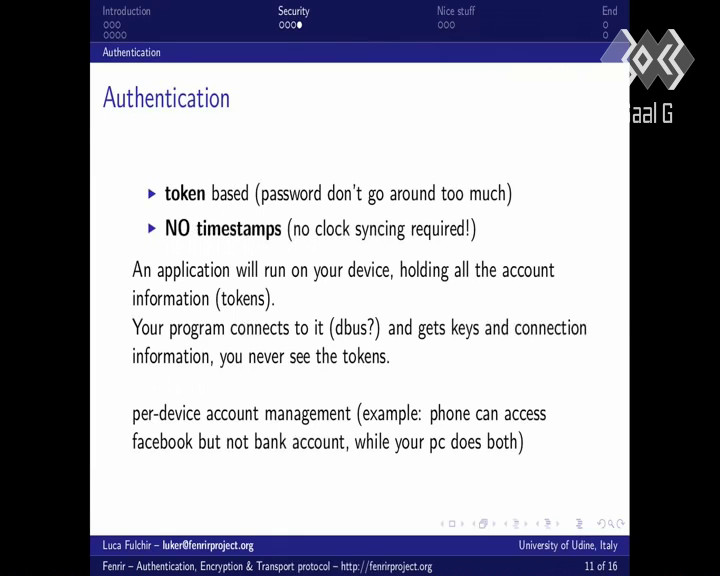 Introduction
Security
Nice stuff
End
Authentication
Authentication
token based (password don't go around too much)
NO timestamps (no clock syncing required!)
An application will run on your device, holding all the account
information (tokens).
Your program connects to it (dbus?) and gets keys and connection
information, you never see the tokens.
per-device account management (example: phone can access
facebook but not bank account, while your pc does both)
Luca Fulchir – luker@fenrirproject.org
University of Udine, Italy
Fenrir – Authentication, Encryption & Transport protocol – http://fenrirproject.org
11 of 16